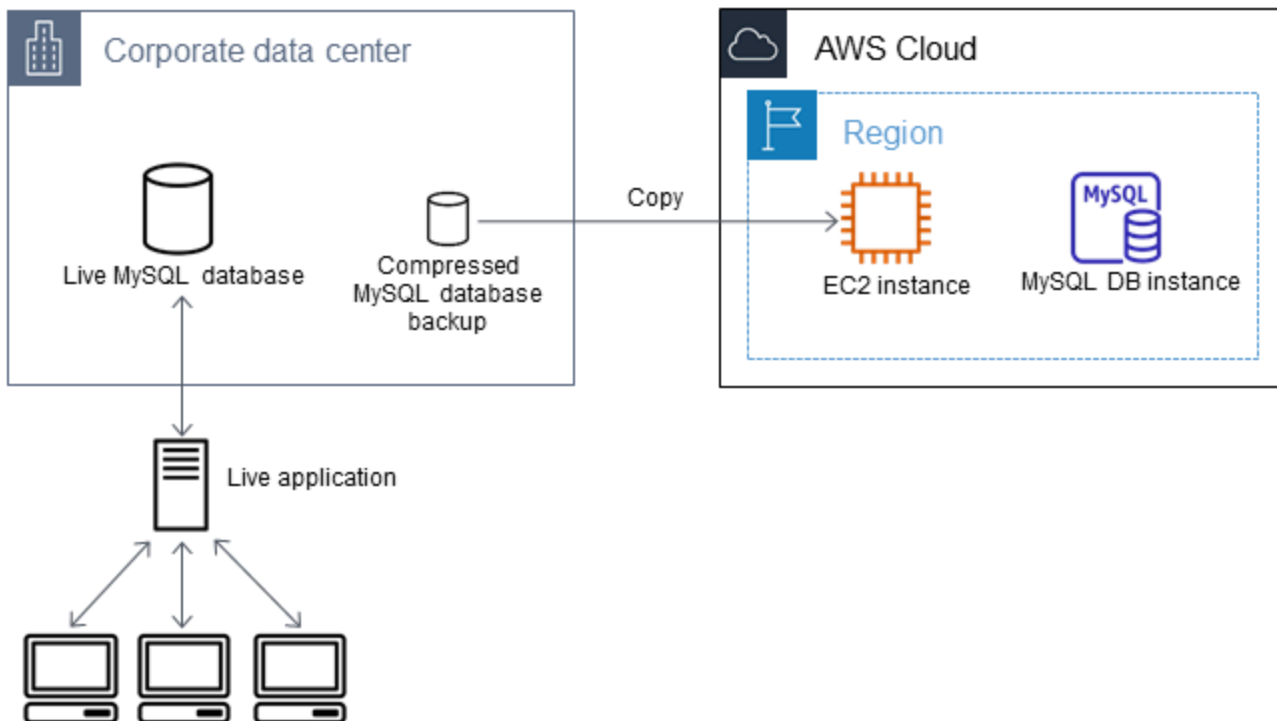 Corporate data center
AWS Cloud
Region
Copy
MySQL
Live MySQL database
Compressed
MySQL database
backup
EC2 instance
MySQL DB instance
Live application